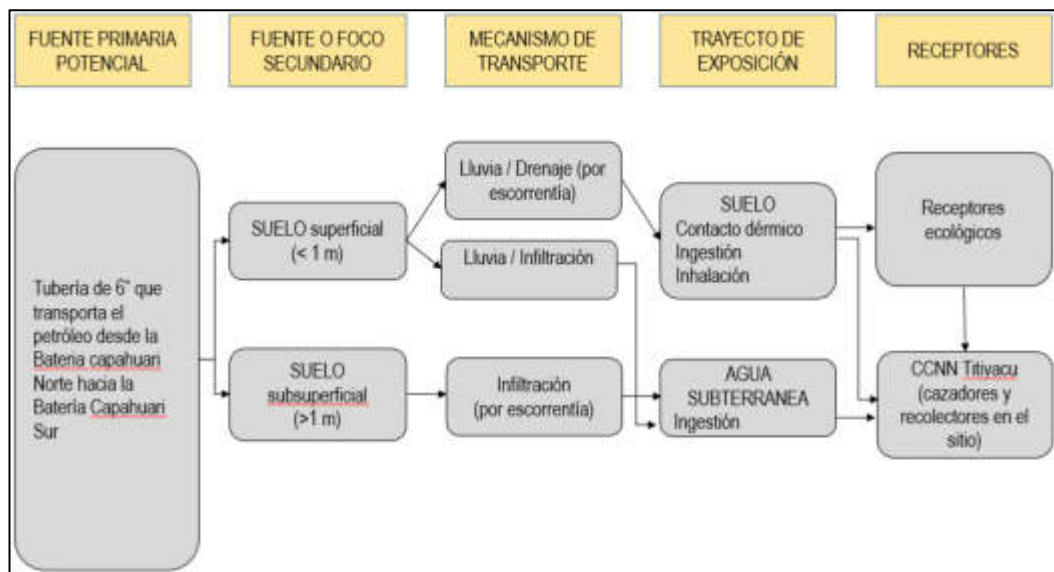 FUENTE PRIMARIA
POTENCIAL
FUENTE O FOCO
SECUNDARIO
MECANISMO DE
TRANSPORTE
TRAYECTO DE
EXPOSICIÓN
RECEPTORES
Tubería de 6" que
transporta el
petróleo desde la
Bateria capahuari
Norte hacia la
Batería Capahuari
Sur
SUELO superficial
(< 1 m)
SUELO
subsuperficial
(>1 m)
Lluvia / Drenaje (por
escorrentía)
Lluvia / Infiltración
Infiltración
(por escorrentía)
SUELO
Contacto dérmico
Ingestión
Inhalación
AGUA
SUBTERRANEA
Ingestión
Receptores
ecológicos
CCNN Titiyacu
(cazadores y
recolectores en el
sitio)